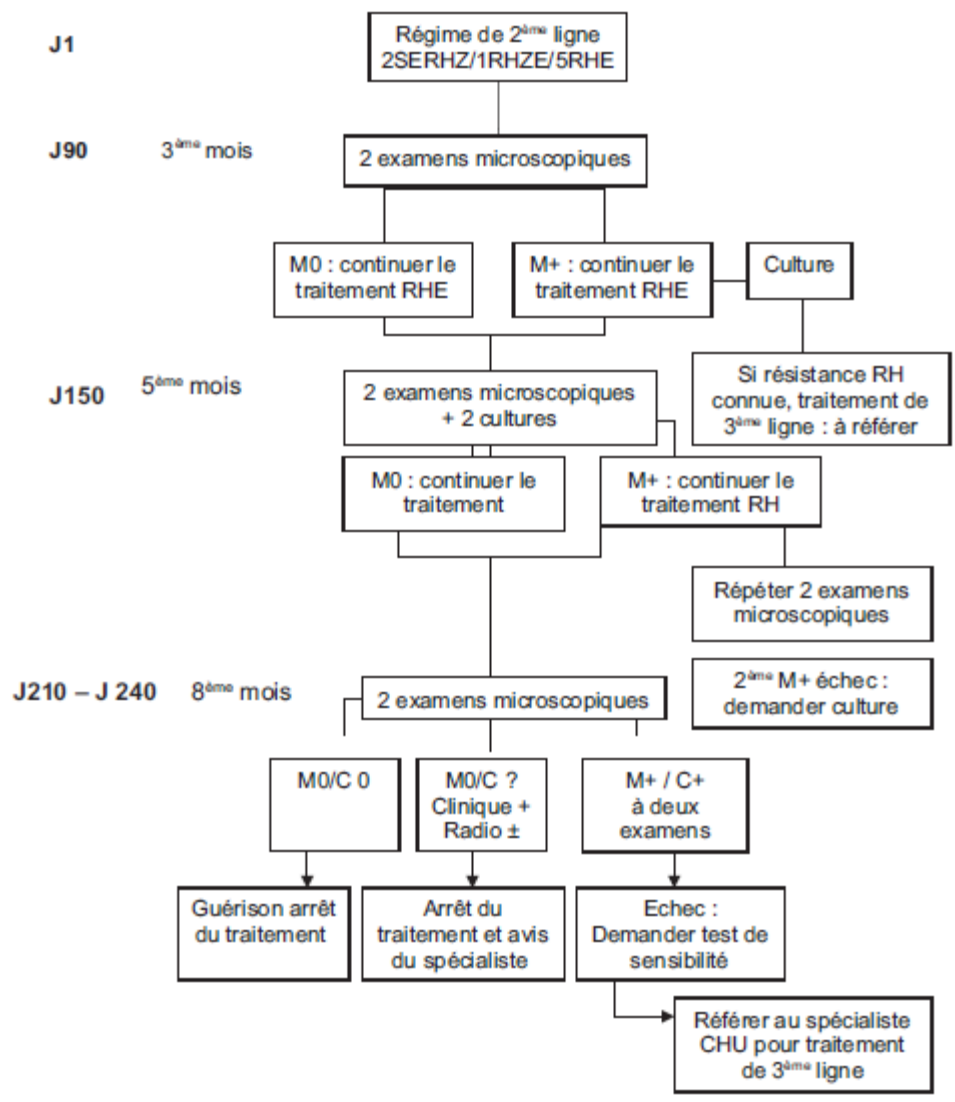 J1
Régime de 2ème ligne
2SERHZ/1RHZE/5RHE
J90 3ème mois
2 examens microscopiques
M0 : continuer le
traitement RHE
M+ : continuer le
traitement RHE
Culture
Si résistance RH
connue, traitement de
3ème ligne : à référer
J150 5ème mois
2 examens microscopiques
+ 2 cultures
M0 : continuer le
traitement
M+ : continuer le
traitement RH
Répéter 2 examens
microscopiques
2ème M+ échec :
demander culture
J210 – J 240 8ème mois
2 examens microscopiques
M0/C 0
M0/C ?
Clinique +
Radio ±
M+ / C+
à deux
examens
Guérison arrêt
du traitement
Arrêt du
traitement et avis
du spécialiste
Echec :
Demander test de
sensibilité
Référer au spécialiste
CHU pour traitement
de 3ème ligne